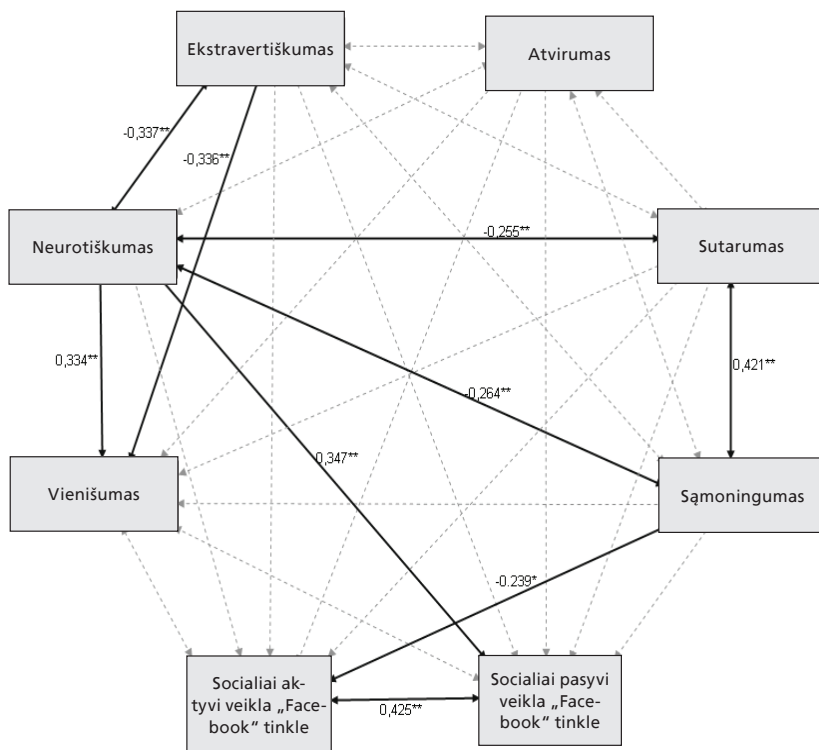 Ekstravertiškumas
Atvirumas
-0,337**
-0,336**
Neurotiškumas
-0,255**
Sutarumas
0,334**
-0,264**
0,421**
0,347**
Vienišumas
Sąmoningumas
-0.239*
Socialiai ak-
tyvi veikla „Face-
book“ tinkle
0,425**
Socialiai pasyvi
veikla „Face-
book“ tinkle